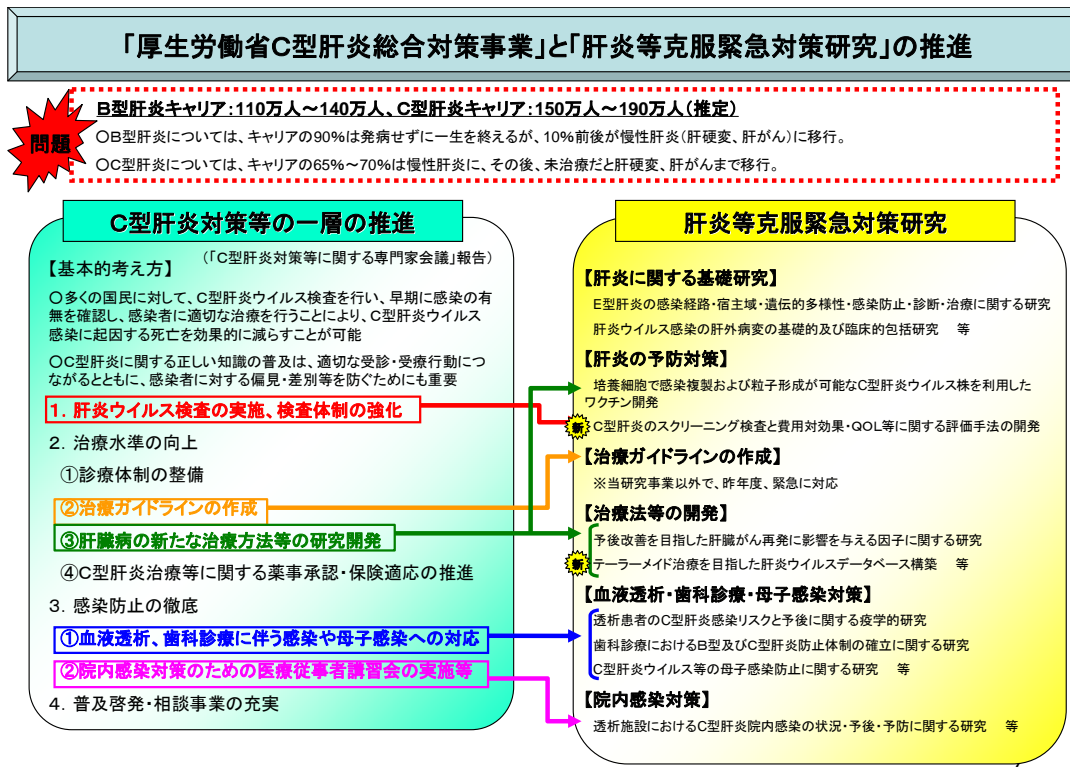 「厚生労働省C型肝炎総合対策事業」と「肝炎等克服緊急対策研究」の推進
問題
B型肝炎キャリア：110万人～140万人、C型肝炎キャリア：150万人～190万人（推定）
○B型肝炎については、キャリアの90%は発病せずに一生を終えるが、10%前後が慢性肝炎（肝硬変、肝がん）に移行。
○C型肝炎については、キャリアの65%～70%は慢性肝炎に、その後、未治療だと肝硬変、肝がんまで移行。
C型肝炎対策等の一層の推進
【基本的考え方】 （「C型肝炎対策等に関する専門家会議」報告）
○多くの国民に対して、C型肝炎ウイルス検査を行い、早期に感染の有
無を確認し、感染者に適切な治療を行うことにより、C型肝炎ウイルス
感染に起因する死亡を効果的に減らすことが可能
○C型肝炎に関する正しい知識の普及は、適切な受診・受療行動につ
ながるとともに、感染者に対する偏見・差別等を防ぐためにも重要
1．肝炎ウイルス検査の実施、検査体制の強化
2．治療水準の向上
①診療体制の整備
②治療ガイドラインの作成
③肝臓病の新たな治療方法等の研究開発
④C型肝炎治療等に関する薬事承認・保険適応の推進
3．感染防止の徹底
①血液透析、歯科診療に伴う感染や母子感染への対応
②院内感染対策のための医療従事者講習会の実施等
4．普及啓発・相談事業の充実
肝炎等克服緊急対策研究
【肝炎に関する基礎研究】
E型肝炎の感染経路・宿主域・遺伝的多様性・感染防止・診断・治療に関する研究
肝炎ウイルス感染の肝外病変の基礎的及び臨床的包括研究 等
【肝炎の予防対策】
培養細胞で感染複製および粒子形成が可能なC型肝炎ウイルス株を利用した
ワクチン開発
新 C型肝炎のスクリーニング検査と費用対効果・QOL等に関する評価手法の開発
【治療ガイドラインの作成】
※当研究事業以外で、昨年度、緊急に対応
【治療法等の開発】
予後改善を目指した肝臓がん再発に影響を与える因子に関する研究
新 テーラーメイド治療を目指した肝炎ウイルスデータベース構築 等
【血液透析・歯科診療・母子感染対策】
透析患者のC型肝炎感染リスクと予後に関する疫学的研究
歯科診療におけるB型及びC型肝炎防止体制の確立に関する研究
C型肝炎ウイルス等の母子感染防止に関する研究 等
【院内感染対策】
透析施設におけるC型肝炎院内感染の状況・予後・予防に関する研究 等